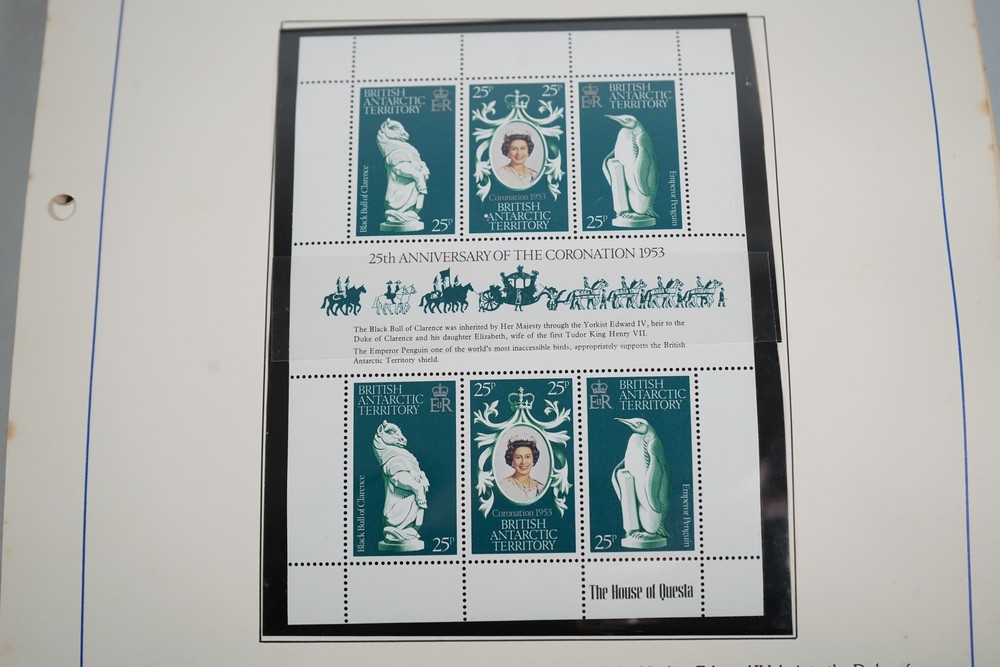 BRITISH
ANTARCTIC
TERRITORY
EIIR
Black Bull of Clarence
25P
25P 25P
Coronation 1953
BRITISH
ANTARCTIC
TERRITORY
EIIR
BRITISH
ANTARCTIC
TERRITORY
Emperor Penguin
25P
25th ANNIVERSARY OF THE CORONATION 1953
The Black Bull of Clarence was inherited by Her Majesty through the Yorkist Edward IV, heir to the
Duke of Clarence and his daughter Elizabeth, wife of the first Tudor King Henry VII.
The Emperor Penguin one of the world's most inaccessible birds, appropriately supports the British
Antarctic Territory shield.
BRITISH
ANTARCTIC
TERRITORY
EIIR
Black Bull of Clarence
25P
25P 25P
Coronation 1953
BRITISH
ANTARCTIC
TERRITORY
EIIR
BRITISH
ANTARCTIC
TERRITORY
Emperor Penguin
25P
The House of Questa